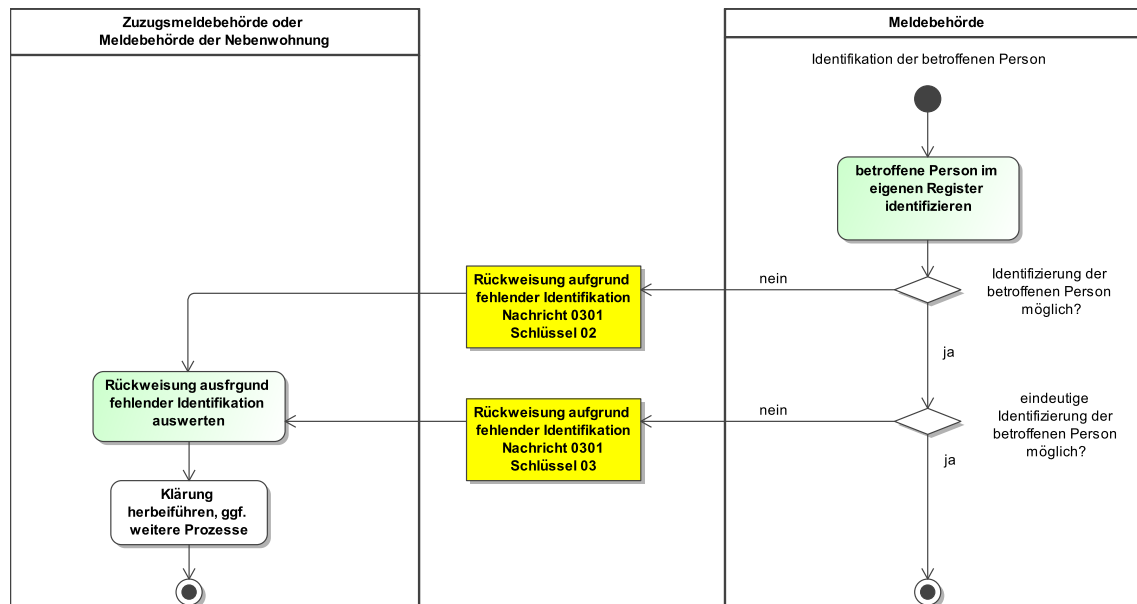 Zuzugsmeldebehörde oder
Meldebehörde der Nebenwohnung
Meldebehörde
Identifikation der betroffenen Person
betroffene Person im
eigenen Register
identifizieren
Identifizierung der
betroffenen Person
möglich?
nein
Rückweisung aufgrund
fehlender Identifikation
Nachricht 0301
Schlüssel 02
ja
eindeutige
Identifizierung der
betroffenen Person
möglich?
nein
Rückweisung aufgrund
fehlender Identifikation
Nachricht 0301
Schlüssel 03
ja
Rückweisung ausfrgund
fehlender Identifikation
auswerten
Klärung
herbeiführen, ggf.
weitere Prozesse